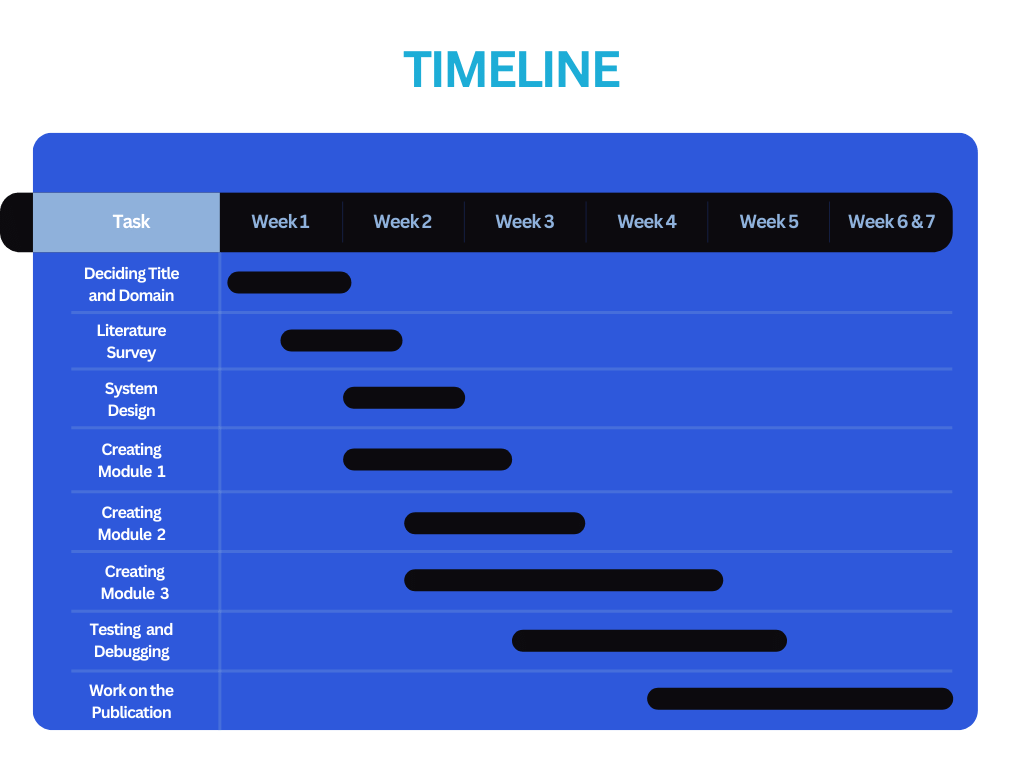 TIMELINE
Task Week 1 Week 2 Week 3 Week 4 Week 5 Week 6 & 7
Deciding Title
and Domain
Literature
Survey
System
Design
Creating
Module 1
Creating
Module 2
Creating
Module 3
Testing and
Debugging
Work on the
Publication